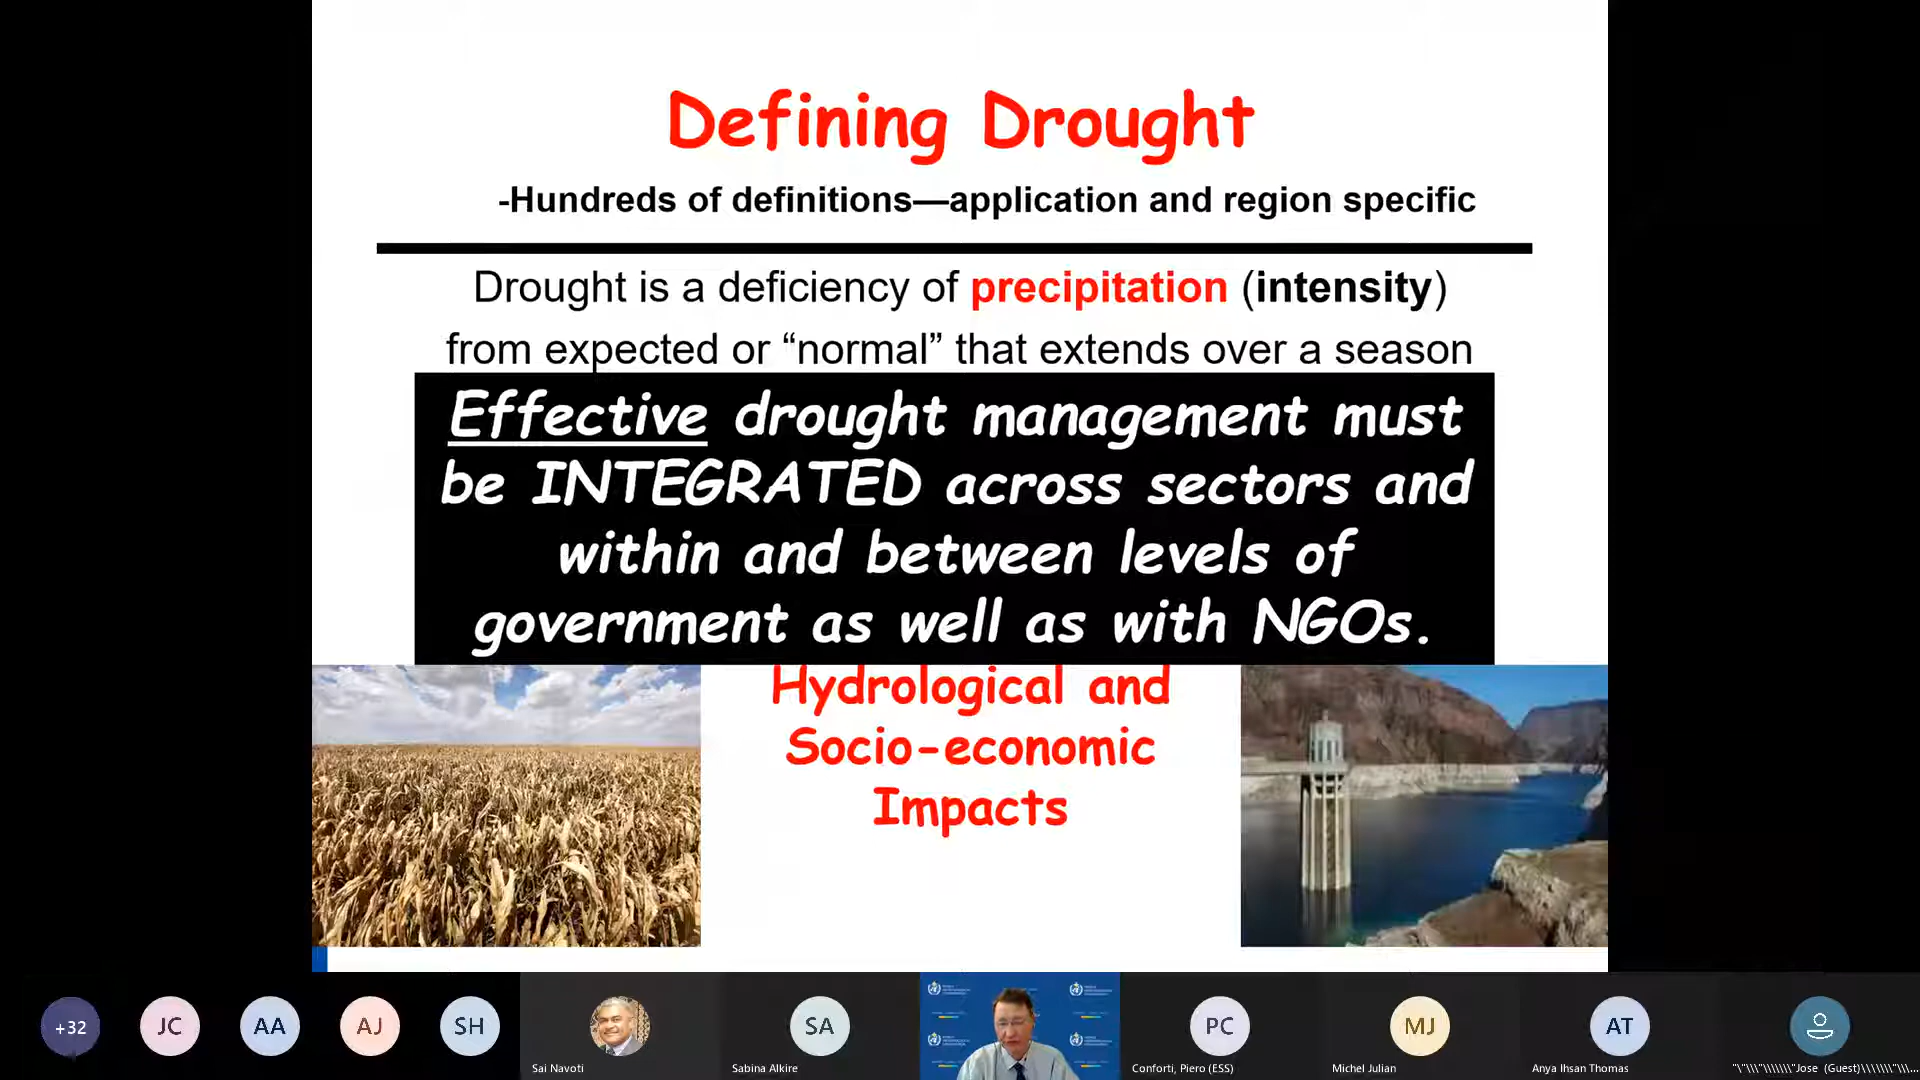 Defining Drought
-Hundreds of definitions—application and region specific
Drought is a deficiency of precipitation (intensity)
from expected or “normal” that extends over a season
Effective drought management must
be INTEGRATED across sectors and
within and between levels of
government as well as with NGOs.
Hydrological and
Socio-economic
Impacts
+32
JC
AA
AJ
SH
Sai Navoti
SA
Sabina Alkire
PC
Conforti, Piero (ESS)
MJ
Michel Julian
AT
Anya Ihsan Thomas
"\"\\\"\\\\\\\"Jose (Guest)\\\\\\\"\\...